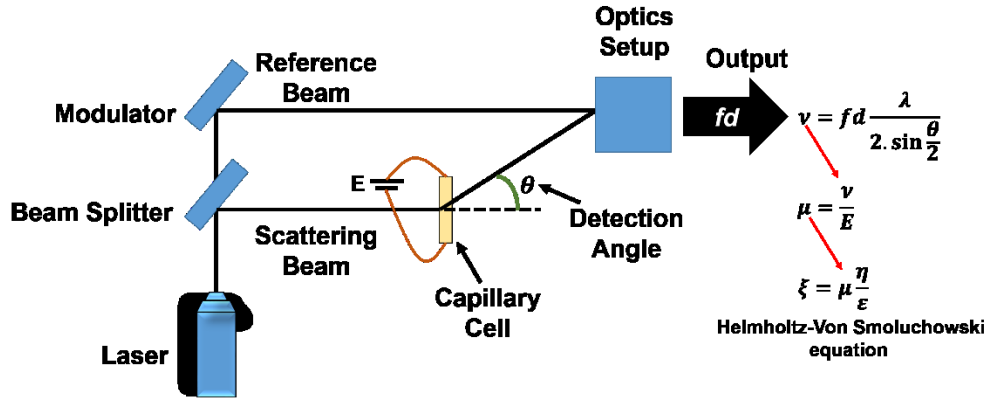 Optics
Setup
Output
Reference
Beam
Modulator
fd
ν = fd λ / 2. sin θ/2
E
θ
μ = ν / E
Beam Splitter
Scattering
Beam
Detection
Angle
Capillary
Cell
ξ = μ η / ε
Helmholtz-Von Smoluchowski
equation
Laser